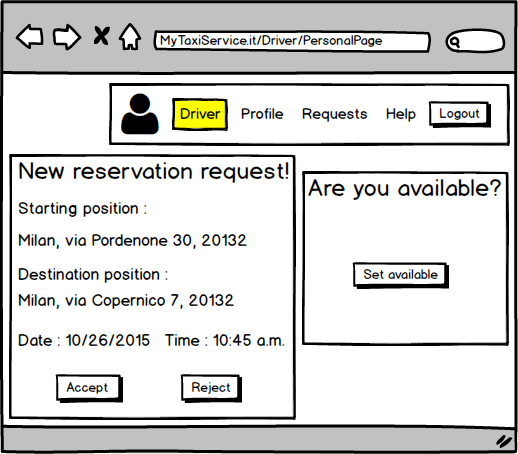 MyTaxiService.it/Driver/PersonalPage
Driver Profile Requests Help Logout
New reservation request!
Starting position :
Milan, via Pordenone 30, 20132
Destination position :
Milan, via Copernico 7, 20132
Date : 10/26/2015 Time : 10:45 a.m.
Accept Reject
Are you available?
Set available